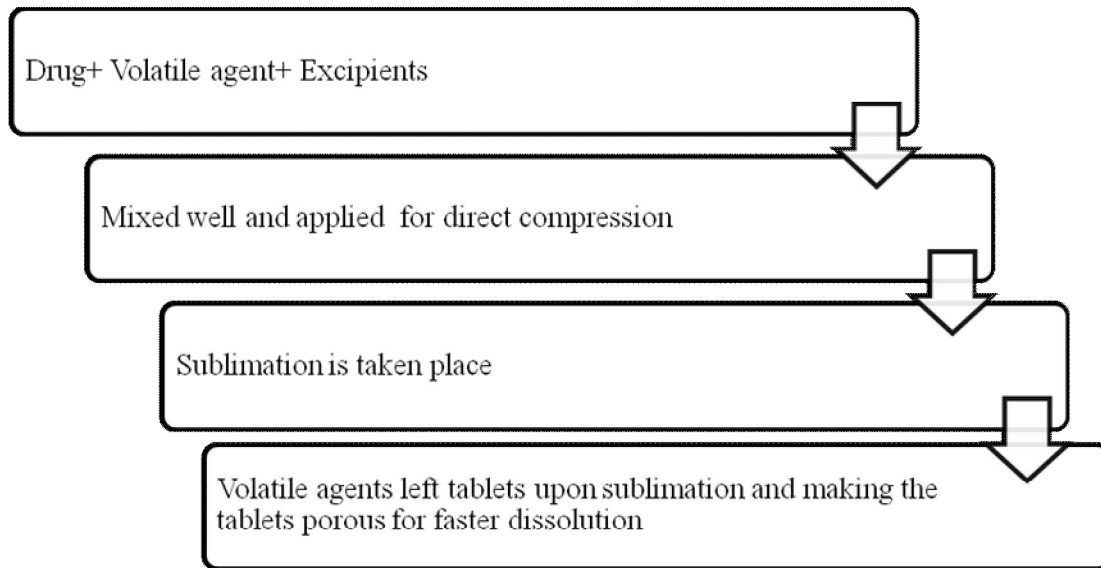 Drug+ Volatile agent+ Excipients
Mixed well and applied for direct compression
Sublimation is taken place
Volatile agents left tablets upon sublimation and making the
tablets porous for faster dissolution